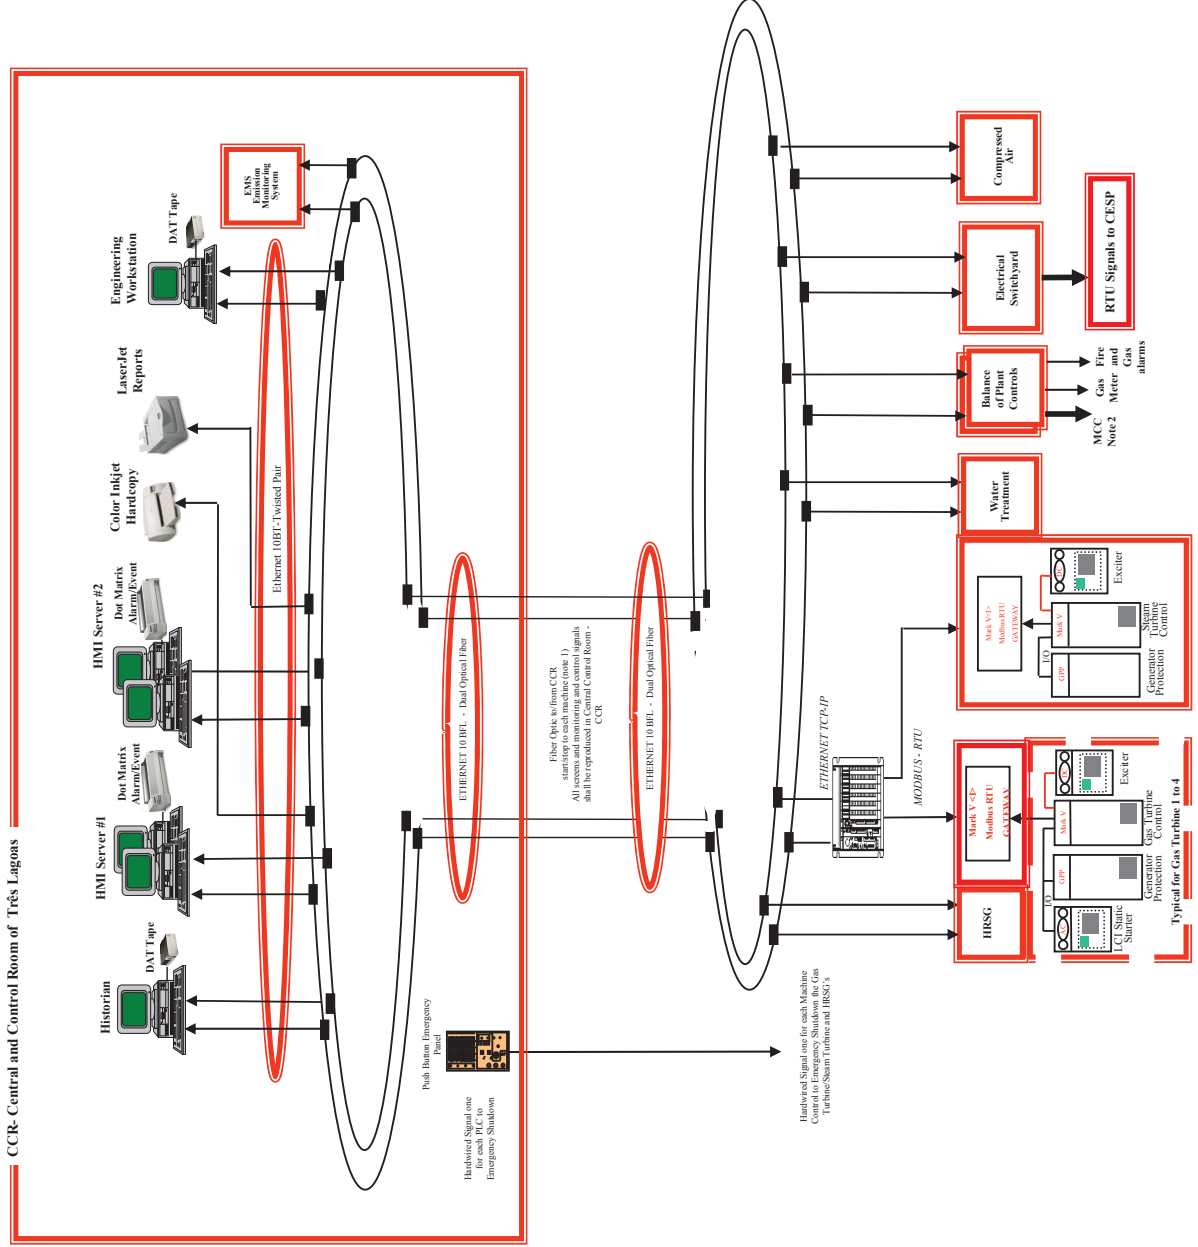 CCR- Central and Control Room of Três Lagoas
Historian
DAT Tape
HMI Server #1
Dot Matrix
Alarm/Event
HMI Server #2
Dot Matrix
Alarm/Event
Color Inkjet
Hardcopy
LaserJet
Reports
Engineering
Workstation
DAT Tape
EMS
Emission
Monitoring
System
Ethernet 10BT-Twisted Pair
Push Button Emergency
Panel
Hardwired Signal one
for each PLC to
Emergency Shutdown
ETHERNET 10 BFL - Dual Optical Fiber
Fiber Optic to/from CCR
start/stop to each machine (note 1)
All screens and monitoring and control signals
shall be reproduced in Central Control Room -
CCR
ETHERNET 10 BFL - Dual Optical Fiber
Hardwired Signal one for each Machine
Control to Emergency Shutdown the Gas
Turbine/Steam Turbine and HRSG's
ETHERNET TCP-IP
MODBUS - RTU
HRSG
Mark V <I>
Modbus RTU
GATEWAY
I/O
AC
LCI Static
Starter
GPP
Generator
Protection
Mark V
Gas Turbine
Control
DC
Exciter
Typical for Gas Turbine 1 to 4
Mark V<I>
Modbus RTU
GATEWAY
I/O
GPP
Generator
Protection
Mark V
Steam
Turbine
Control
DC
Exciter
Water
Treatment
Balance
of Plant
Controls
MCC
Note 2
Gas
Meter
Fire
and
Gas
alarms
Electrical
Switchyard
RTU Signals to CESP
Compressed
Air